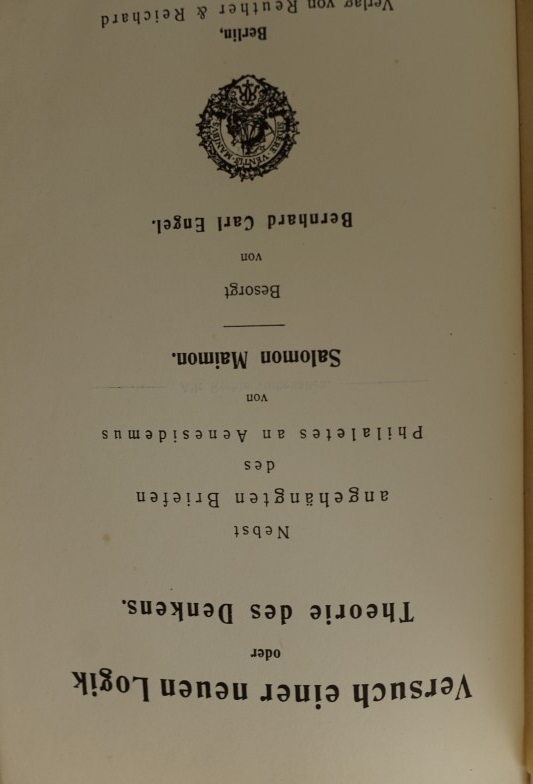 Versuch einer neuen Logik
oder
Theorie des Denkens.
Nebst
angehängten Briefen
des
Philaletes an Aenesidemus
von
Salomon Maimon.
Besorgt
von
Bernhard Carl Engel.
Berlin,
Verlag von Reuther & Reichard